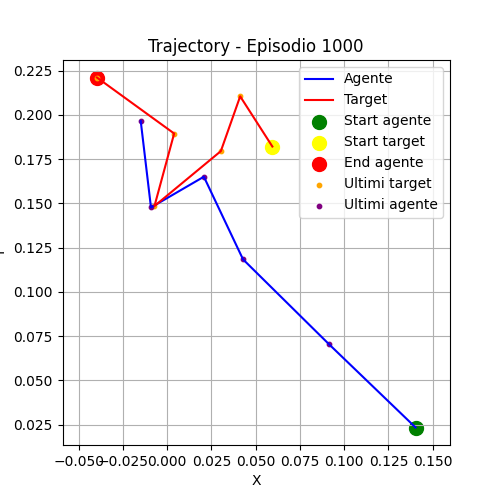 Trajectory - Episodio 1000
Agente
Target
Start agente
Start target
End agente
Ultimi target
Ultimi agente
0.225
0.200
0.175
0.150
0.125
0.100
0.075
0.050
0.025
−0.050 −0.025 0.000 0.025 0.050 0.075 0.100 0.125 0.150
X